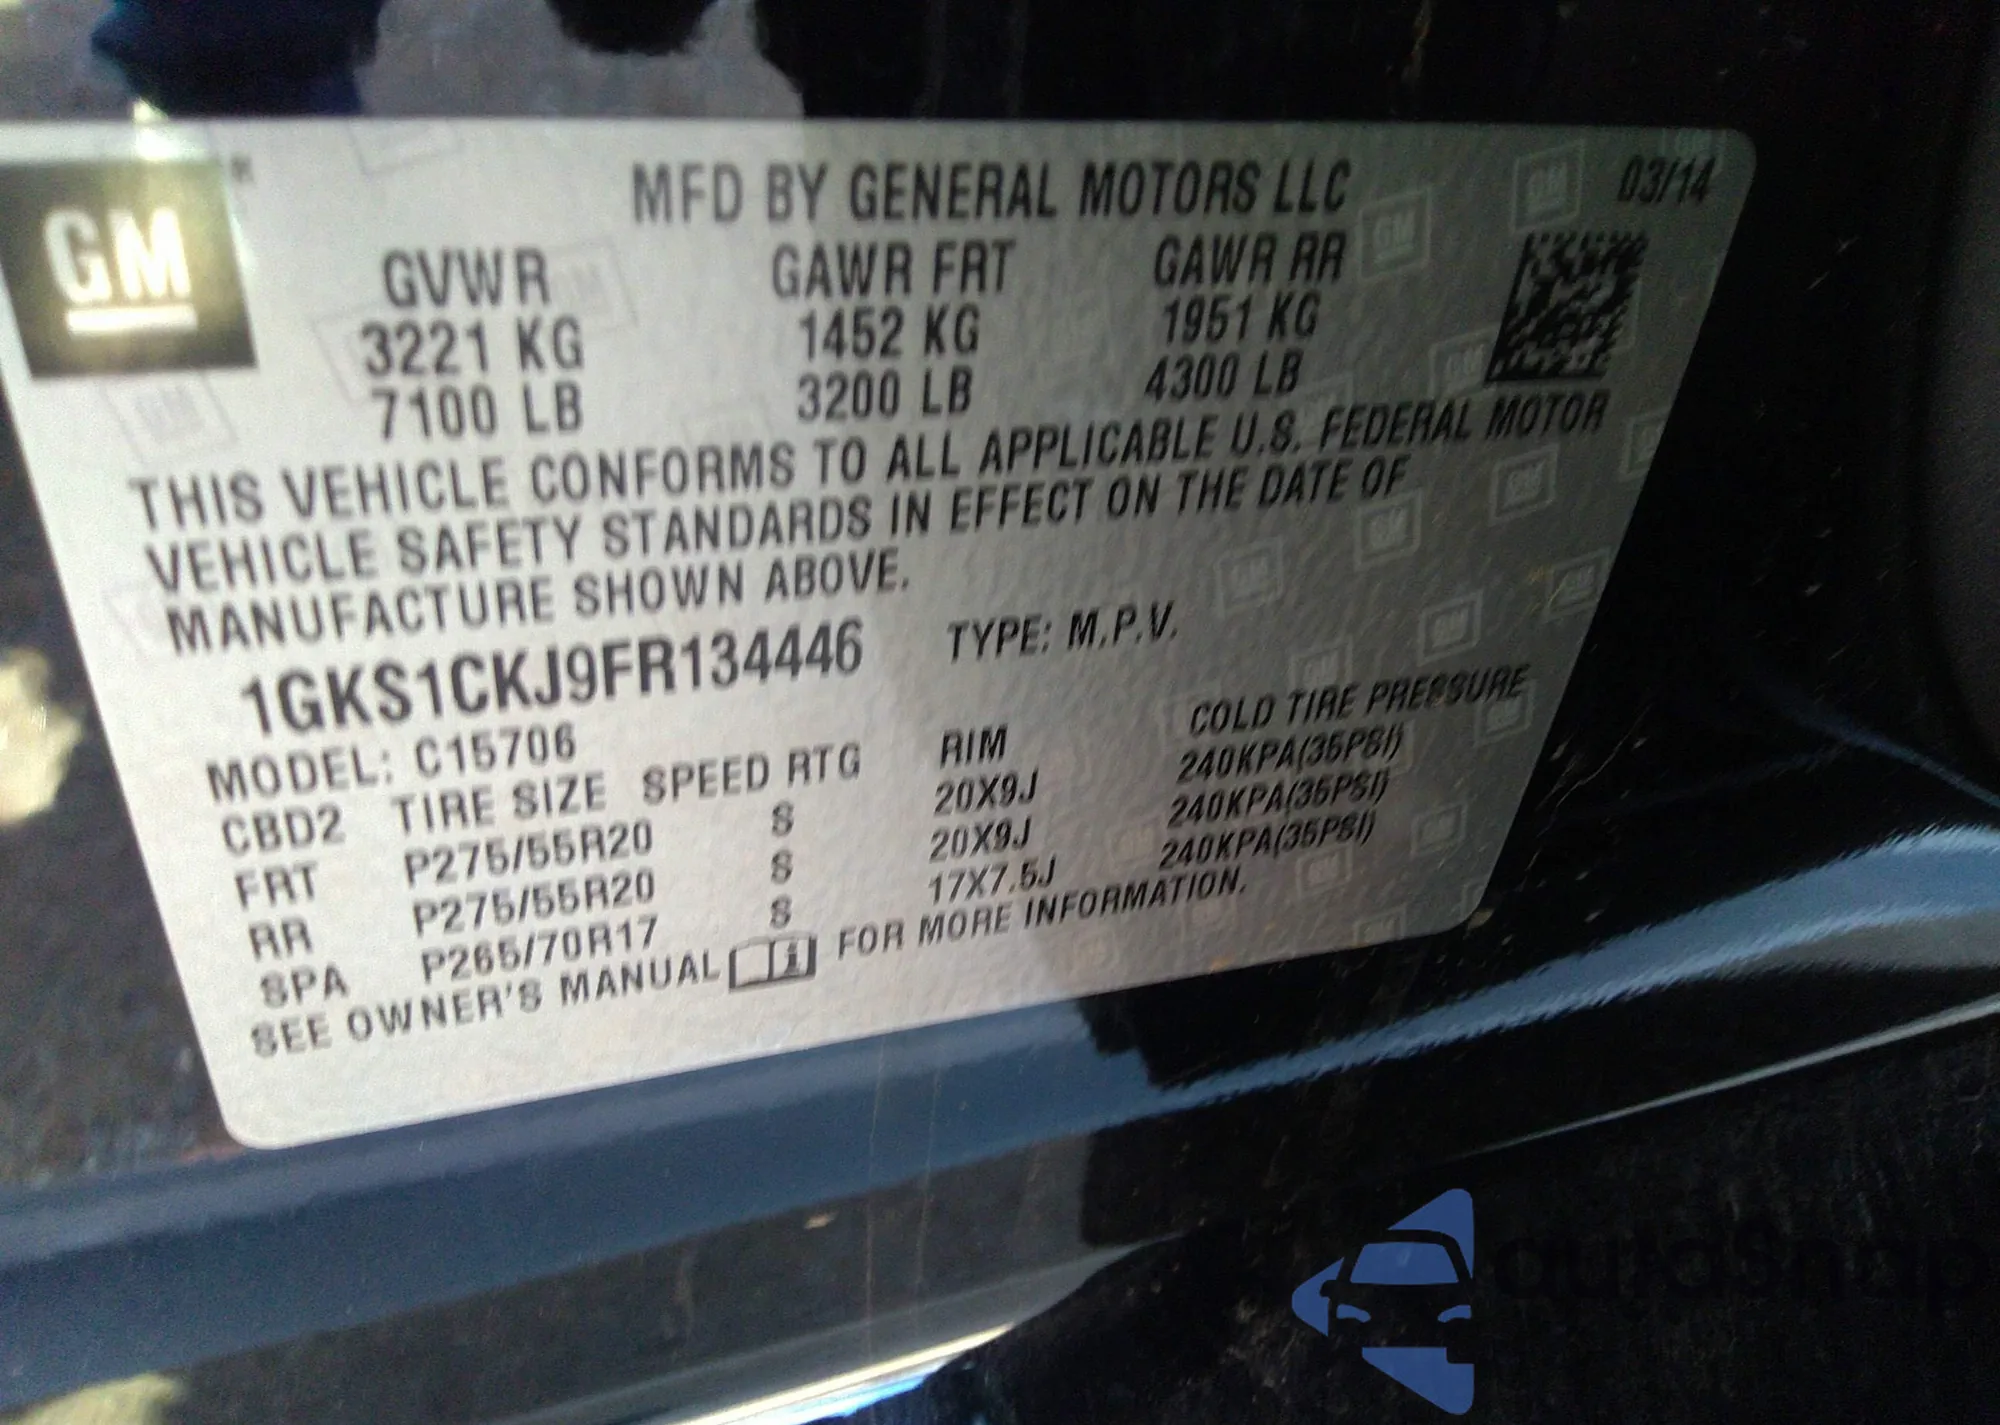 GM
MFD BY GENERAL MOTORS LLC 03/14
GVWR GAWR FRT GAWR RR
3221 KG 1452 KG 1951 KG
7100 LB 3200 LB 4300 LB
THIS VEHICLE CONFORMS TO ALL APPLICABLE U.S. FEDERAL MOTOR
VEHICLE SAFETY STANDARDS IN EFFECT ON THE DATE OF
MANUFACTURE SHOWN ABOVE.
1GKS1CKJ9FR134446 TYPE: M.P.V.
MODEL: C15706
CBD2 TIRE SIZE SPEED RTG RIM COLD TIRE PRESSURE
FRT P275/55R20 S 20X9J 240KPA(35PSI)
RR P275/55R20 S 20X9J 240KPA(35PSI)
SPA P265/70R17 S 17X7.5J 240KPA(35PSI)
SEE OWNER'S MANUAL FOR MORE INFORMATION.